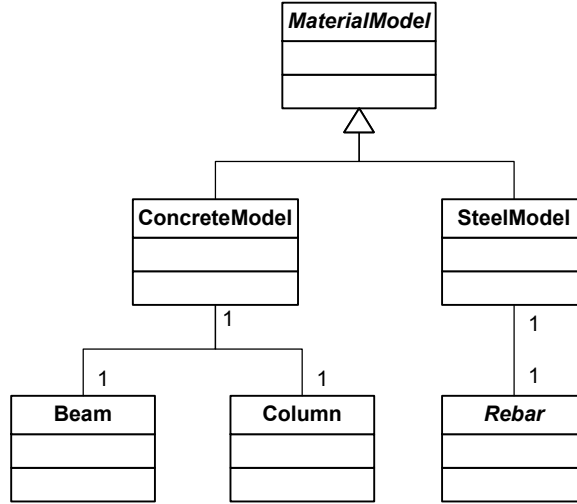 MaterialModel
ConcreteModel
SteelModel
1
1
1
1
1
Beam
Column
Rebar